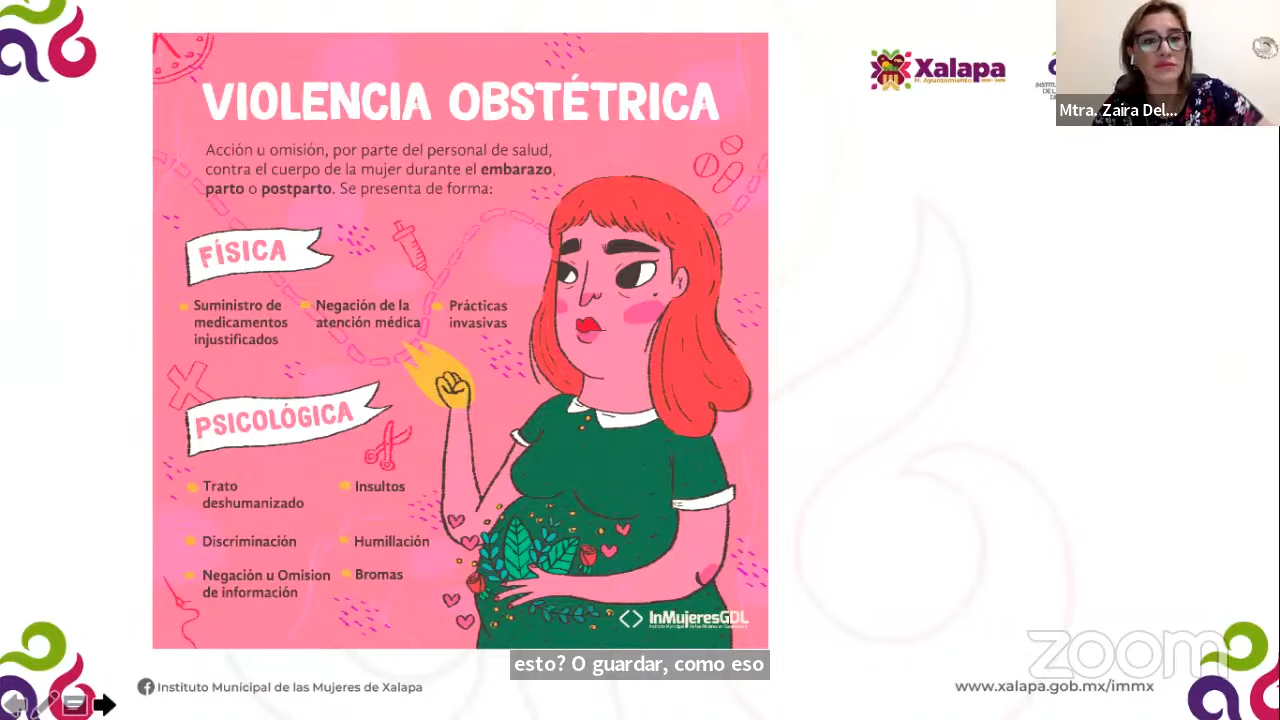 VIOLENCIA OBSTÉTRICA
Acción u omisión, por parte del personal de salud,
contra el cuerpo de la mujer durante el embarazo,
parto o postparto. Se presenta de forma:
FÍSICA
Suministro de
medicamentos
injustificados
Negación de la
atención médica
Prácticas
invasivas
PSICOLÓGICA
Trato
deshumanizado
Insultos
Discriminación
Humillación
Negación u Omision
de información
Bromas
InMujeresGDL
Xalapa
H. Ayuntamiento
Mtra. Zaira Del...
esto? O guardar, como eso
Instituto Municipal de las Mujeres de Xalapa
www.xalapa.gob.mx/immx
zoom